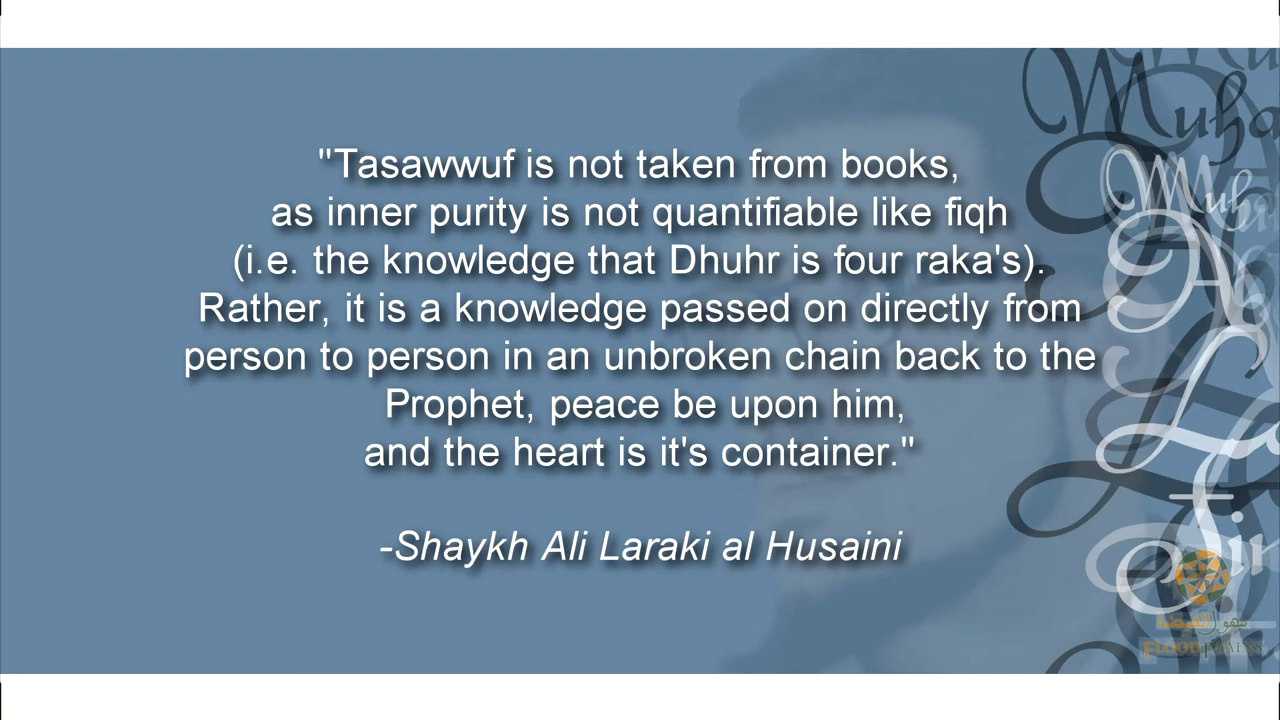 "Tasawwuf is not taken from books,
as inner purity is not quantifiable like fiqh
(i.e. the knowledge that Dhuhr is four raka's).
Rather, it is a knowledge passed on directly from
person to person in an unbroken chain back to the
Prophet, peace be upon him,
and the heart is it's container."
-Shaykh Ali Laraki al Husaini